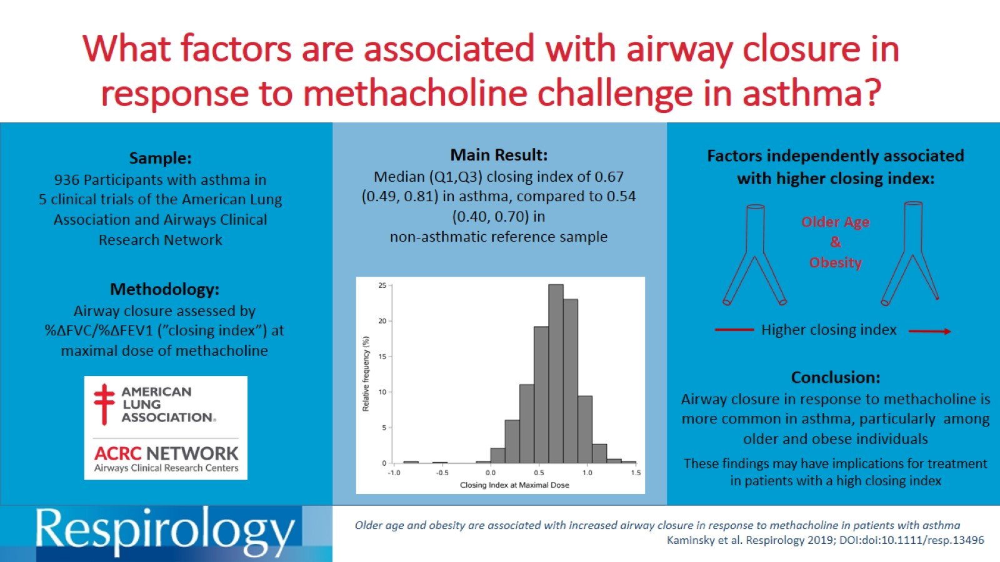 What factors are associated with airway closure in
response to methacholine challenge in asthma?
Sample:
936 Participants with asthma in
5 clinical trials of the American Lung
Association and Airways Clinical
Research Network
Methodology:
Airway closure assessed by
%ΔFVC/%ΔFEV1 (”closing index”) at
maximal dose of methacholine
AMERICAN
LUNG
ASSOCIATION®
ACRC NETWORK
Airways Clinical Research Centers
Main Result:
Median (Q1,Q3) closing index of 0.67
(0.49, 0.81) in asthma, compared to 0.54
(0.40, 0.70) in
non-asthmatic reference sample
25
20
15
10
5
0
Relative frequency (%)
-1.0 -0.5 0.0 0.5 1.0 1.5
Closing Index at Maximal Dose
Factors independently associated
with higher closing index:
Older Age
&
Obesity
Higher closing index
Conclusion:
Airway closure in response to methacholine is
more common in asthma, particularly among
older and obese individuals
These findings may have implications for treatment
in patients with a high closing index
Respirology
Older age and obesity are associated with increased airway closure in response to methacholine in patients with asthma
Kaminsky et al. Respirology 2019; DOI:doi:10.1111/resp.13496